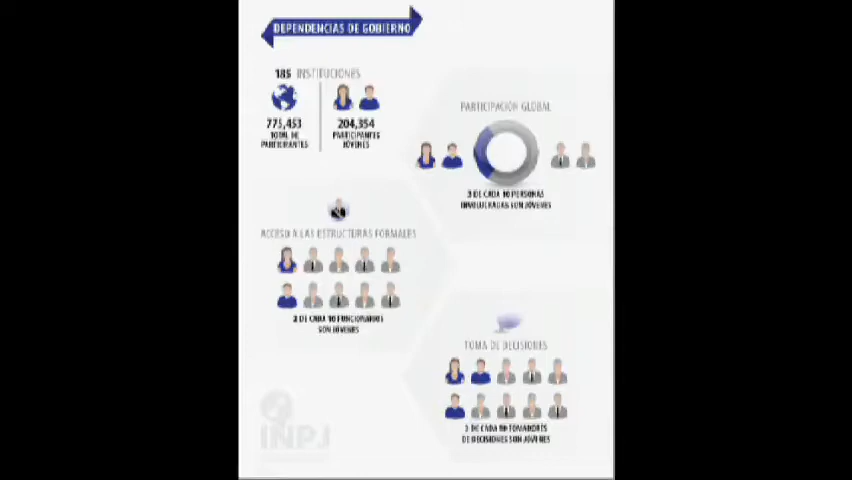 DEPENDENCIAS DE GOBIERNO
185 INSTITUCIONES
775,453
TOTAL DE
PARTICIPANTES
204,354
PARTICIPANTES
JÓVENES
PARTICIPACIÓN GLOBAL
3 DE CADA 10 PERSONAS
INVOLUCRADAS SON JÓVENES
ACCESO A LAS ESTRUCTURAS FORMALES
2 DE CADA 10 FUNCIONARIOS
SON JÓVENES
TOMA DE DECISIONES
3 DE CADA 10 TOMADORES
DE DECISIONES SON JÓVENES
INPJ